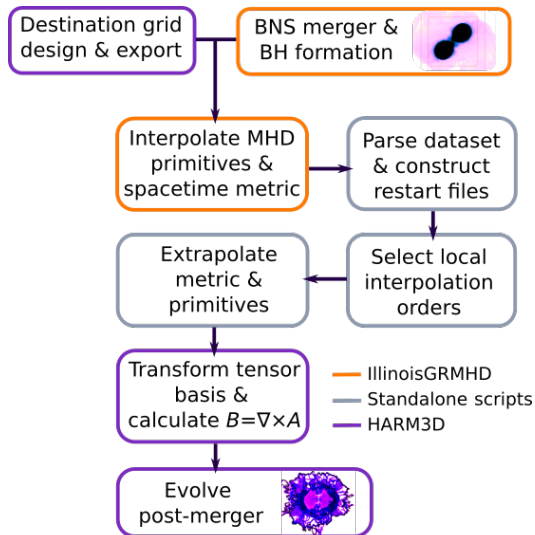 Destination grid
design & export
BNS merger &
BH formation
Interpolate MHD
primitives &
spacetime metric
Parse dataset
& construct
restart files
Extrapolate
metric &
primitives
Select local
interpolation
orders
Transform tensor
basis &
calculate B=∇×A
IllinoisGRMHD
Standalone scripts
HARM3D
Evolve
post-merger